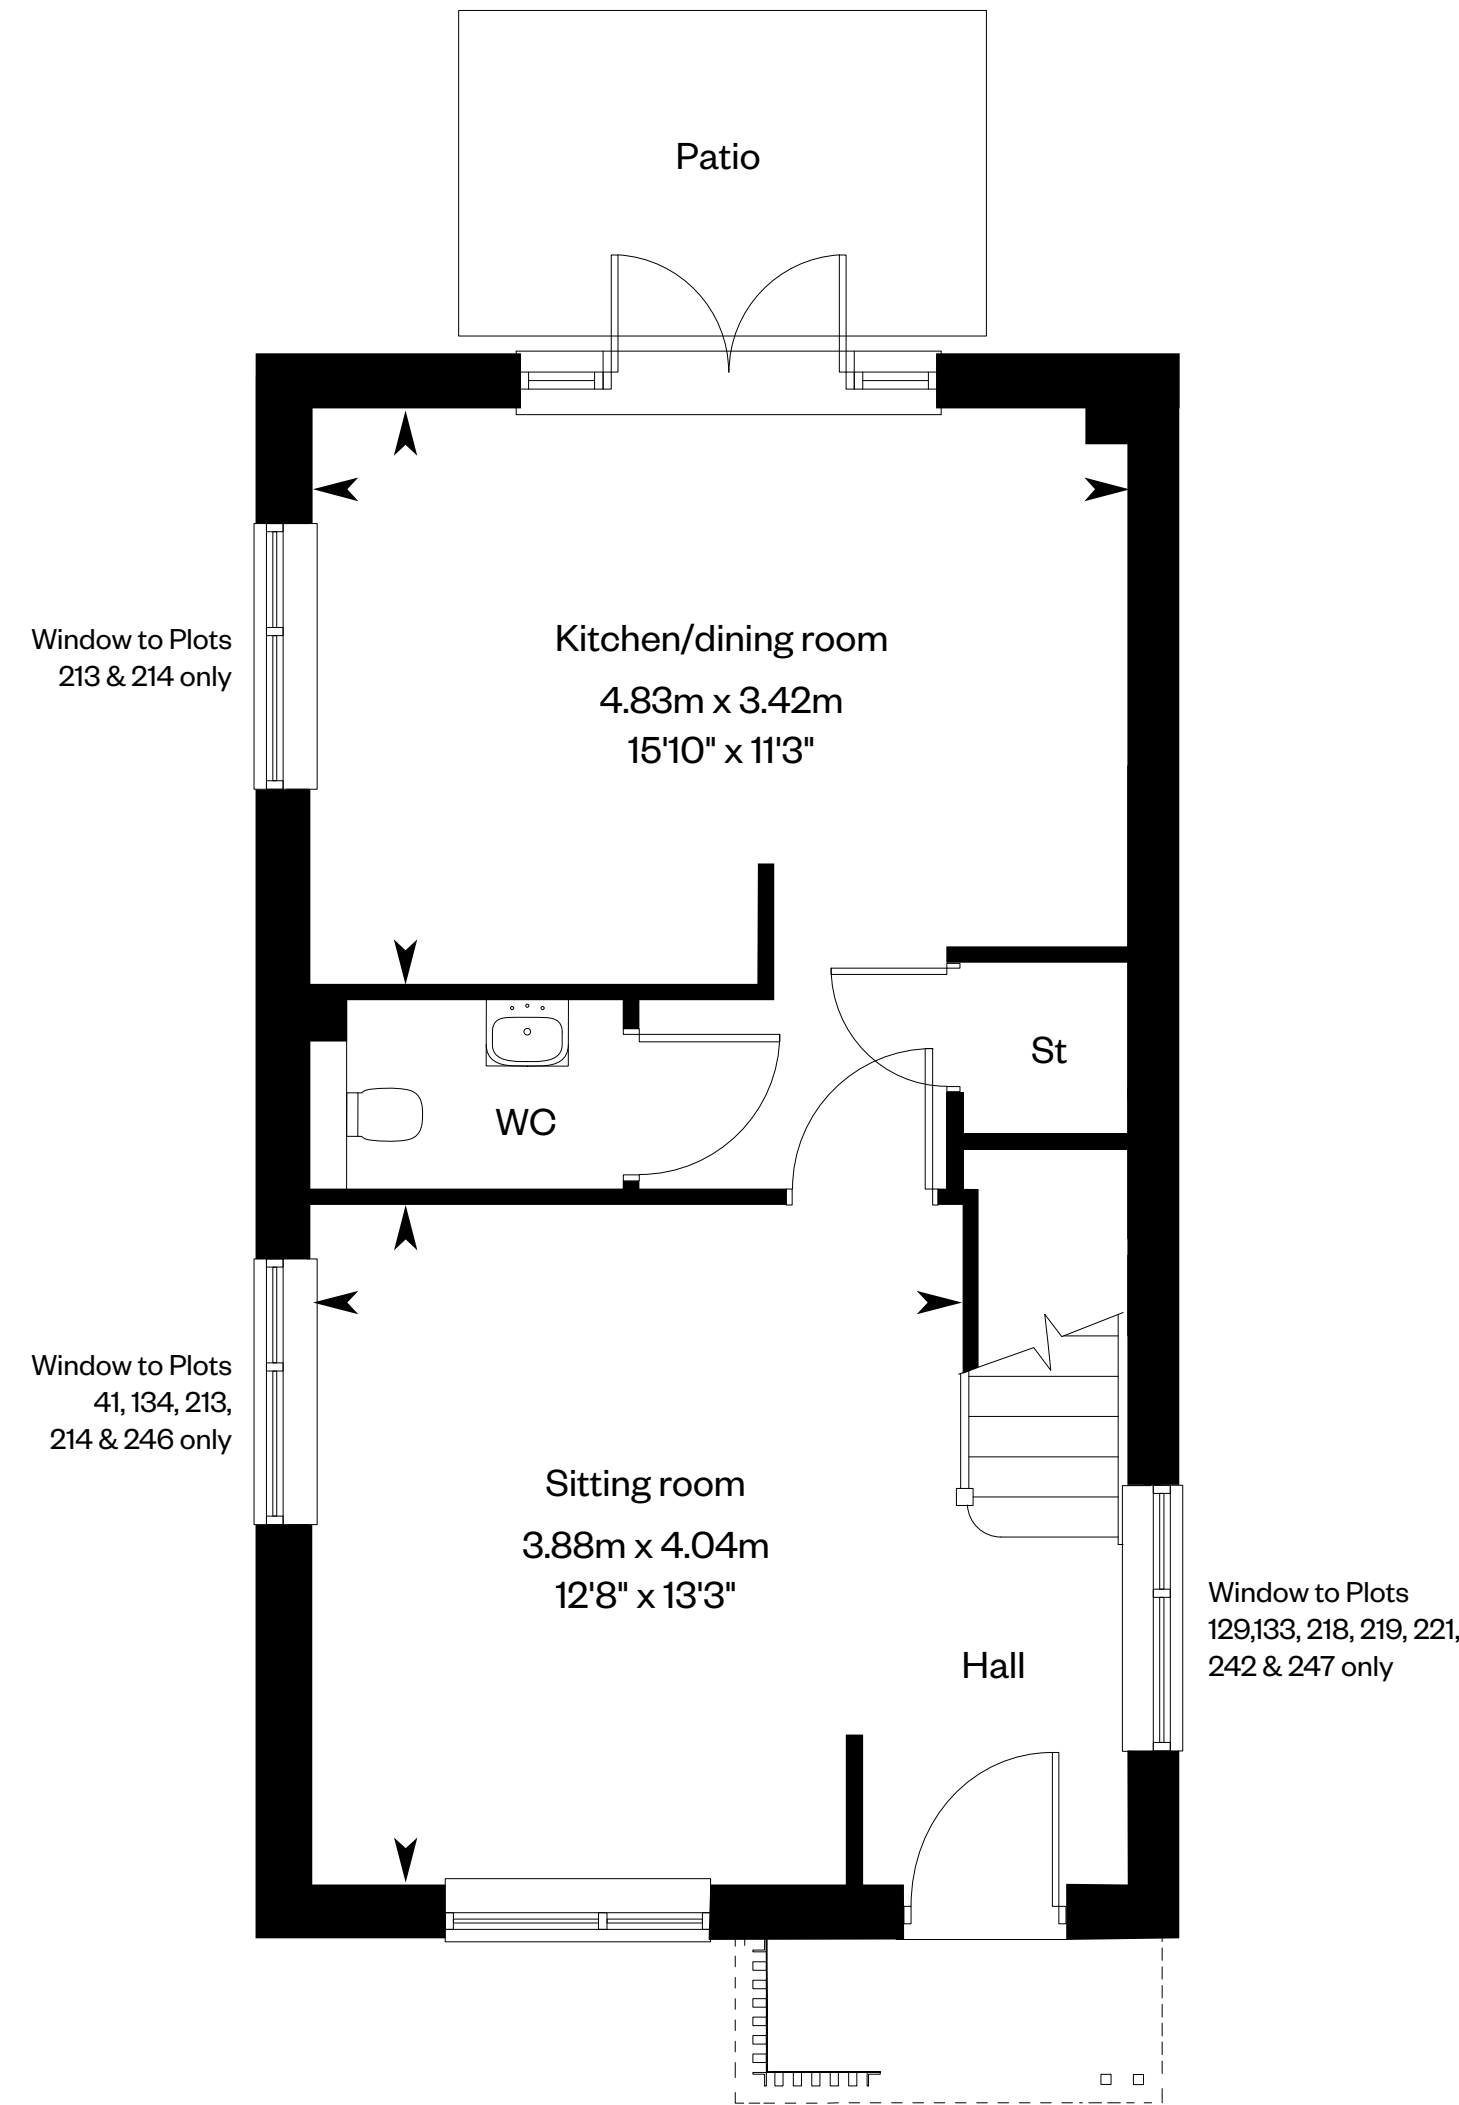 Patio
Window to Plots
213 & 214 only
Kitchen/dining room
4.83m x 3.42m
15'10" x 11'3"
St
WC
Window to Plots
41, 134, 213,
214 & 246 only
Sitting room
3.88m x 4.04m
12'8" x 13'3"
Hall
Window to Plots
129,133, 218, 219, 221,
242 & 247 only